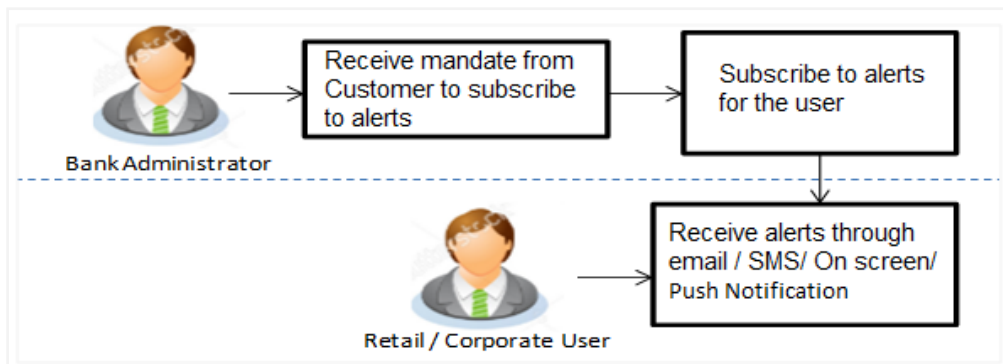 Receive mandate from
Customer to subscribe
to alerts
Subscribe to alerts
for the user
Bank Administrator
Receive alerts through
email / SMS/ On screen/
Push Notification
Retail / Corporate User